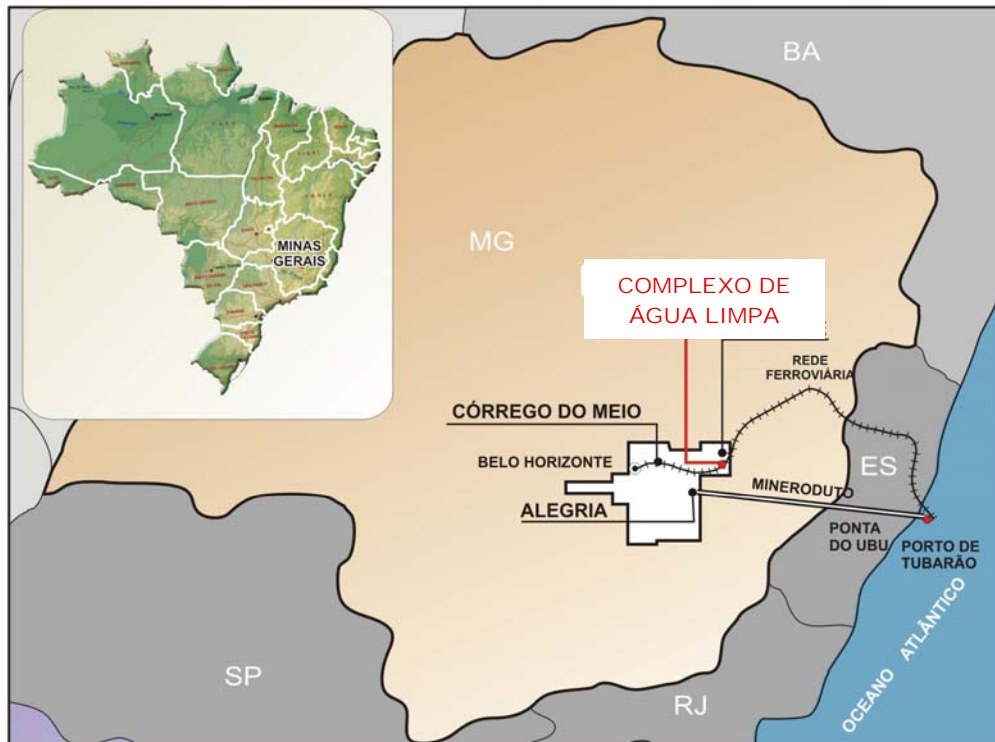 BA
MINAS
GERAIS
MG
COMPLEXO DE
ÁGUA LIMPA
REDE
FERROVIÁRIA
CÓRREGO DO MEIO
BELO HORIZONTE
ES
MINERODUTO
ALEGRIA
PONTA
DO UBU
PORTO DE
TUBARÃO
SP
RJ
OCEANO ATLÂNTICO